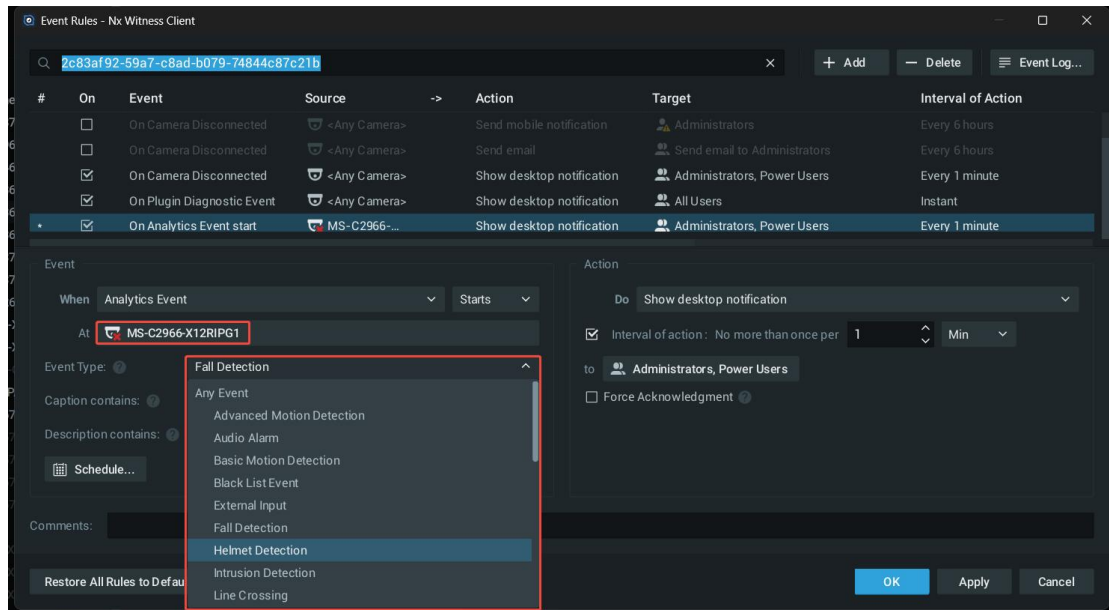 Event Rules - Nx Witness Client
2c83af92-59a7-c8ad-b079-74844c87c21b × + Add — Delete Event Log...
# On Event Source -> Action Target Interval of Action
On Camera Disconnected <Any Camera> Send mobile notification Administrators Every 6 hours
On Camera Disconnected <Any Camera> Send email Send email to Administrators Every 6 hours
On Camera Disconnected <Any Camera> Show desktop notification Administrators, Power Users Every 1 minute
On Plugin Diagnostic Event <Any Camera> Show desktop notification All Users Instant
* On Analytics Event start MS-C2966-... Show desktop notification Administrators, Power Users Every 1 minute
Event
When Analytics Event Starts
At MS-C2966-X12RIPG1
Event Type: ? Fall Detection
Any Event
Caption contains: ? Advanced Motion Detection
Audio Alarm
Description contains: ? Basic Motion Detection
Schedule... Black List Event
External Input
Fall Detection
Helmet Detection
Intrusion Detection
Line Crossing
Action
Do Show desktop notification
Interval of action : No more than once per 1 Min
to Administrators, Power Users
Force Acknowledgment ?
Comments:
Restore All Rules to Defau OK Apply Cancel